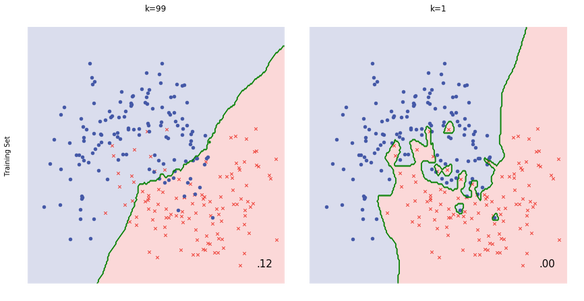 k=99
k=1
Training Set
.12
.00